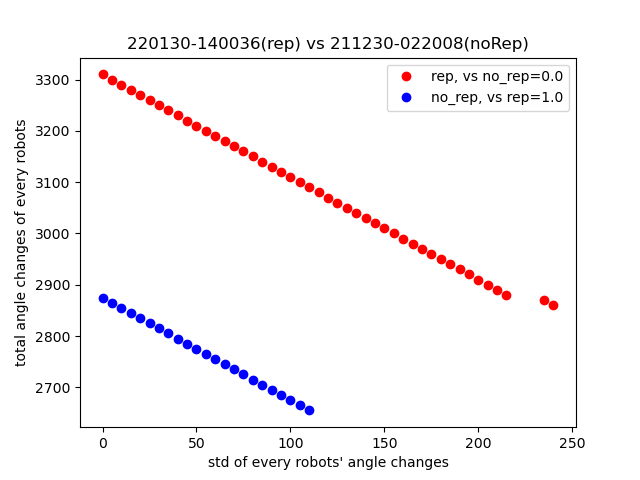 220130-140036(rep) vs 211230-022008(noRep)
rep, vs no_rep=0.0
no_rep, vs rep=1.0
total angle changes of every robots
3300
3200
3100
3000
2900
2800
2700
0 50 100 150 200 250
std of every robots' angle changes